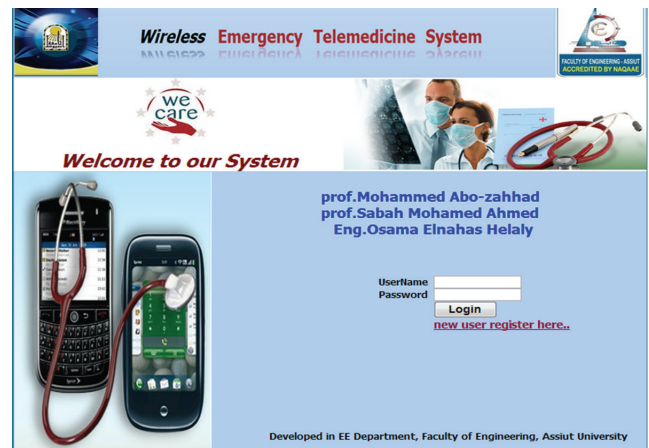 Wireless Emergency Telemedicine System
FACULTY OF ENGINEERING - ASSIUT
ACCREDITED BY NAQAAE
we
care
Welcome to our System
prof.Mohammed Abo-zahhad
prof.Sabah Mohamed Ahmed
Eng.Osama Elnahas Helaly
UserName
Password
Login
new user register here..
Developed in EE Department, Faculty of Engineering, Assiut University